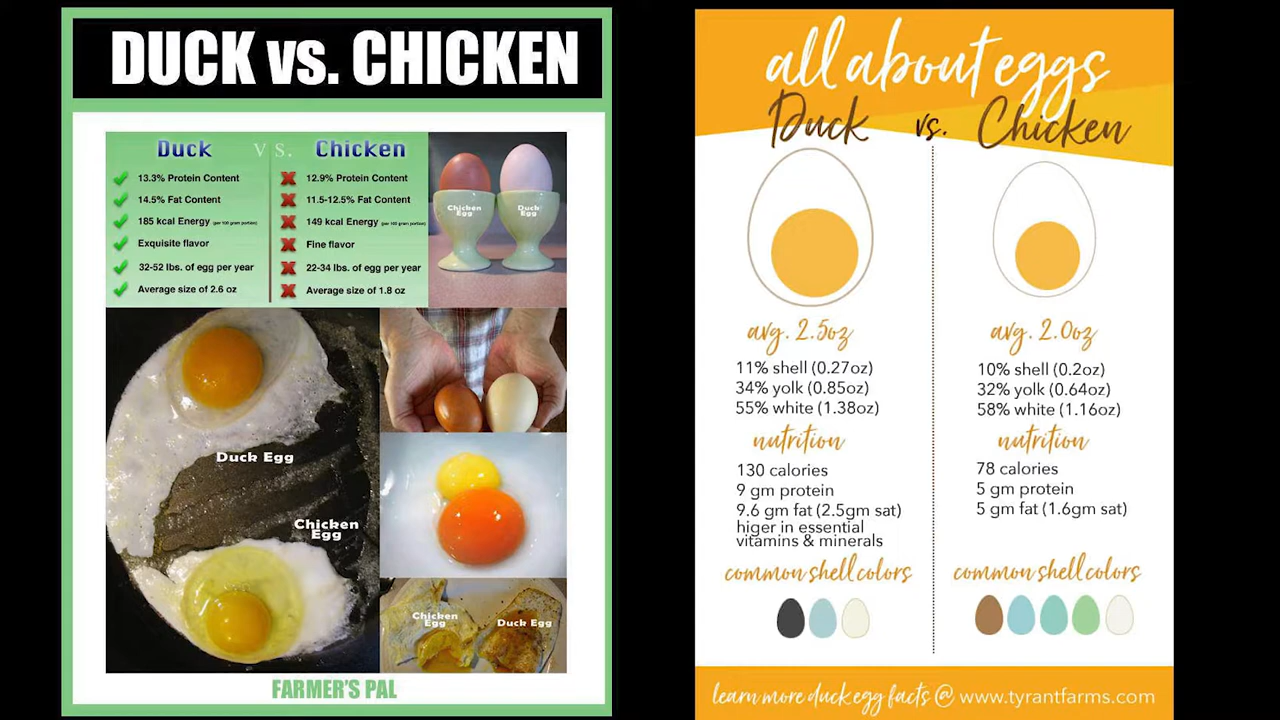 DUCK vs. CHICKEN
Duck vs. Chicken
13.3% Protein Content
12.9% Protein Content
14.5% Fat Content
11.5-12.5% Fat Content
185 kcal Energy (per 100 gram portion)
149 kcal Energy (per 100 gram portion)
Exquisite flavor
Fine flavor
32-52 lbs. of egg per year
22-34 lbs. of egg per year
Average size of 2.6 oz
Average size of 1.8 oz
Chicken
Egg
Duck
Egg
Duck Egg
Chicken
Egg
Chicken
Egg
Duck Egg
FARMER'S PAL
all about eggs
Duck vs. Chicken
avg. 2.5oz
11% shell (0.27oz)
34% yolk (0.85oz)
55% white (1.38oz)
nutrition
130 calories
9 gm protein
9.6 gm fat (2.5gm sat)
higer in essential
vitamins & minerals
common shell colors
avg. 2.0oz
10% shell (0.2oz)
32% yolk (0.64oz)
58% white (1.16oz)
nutrition
78 calories
5 gm protein
5 gm fat (1.6gm sat)
common shell colors
learn more duck egg facts @ www.tyrantfarms.com